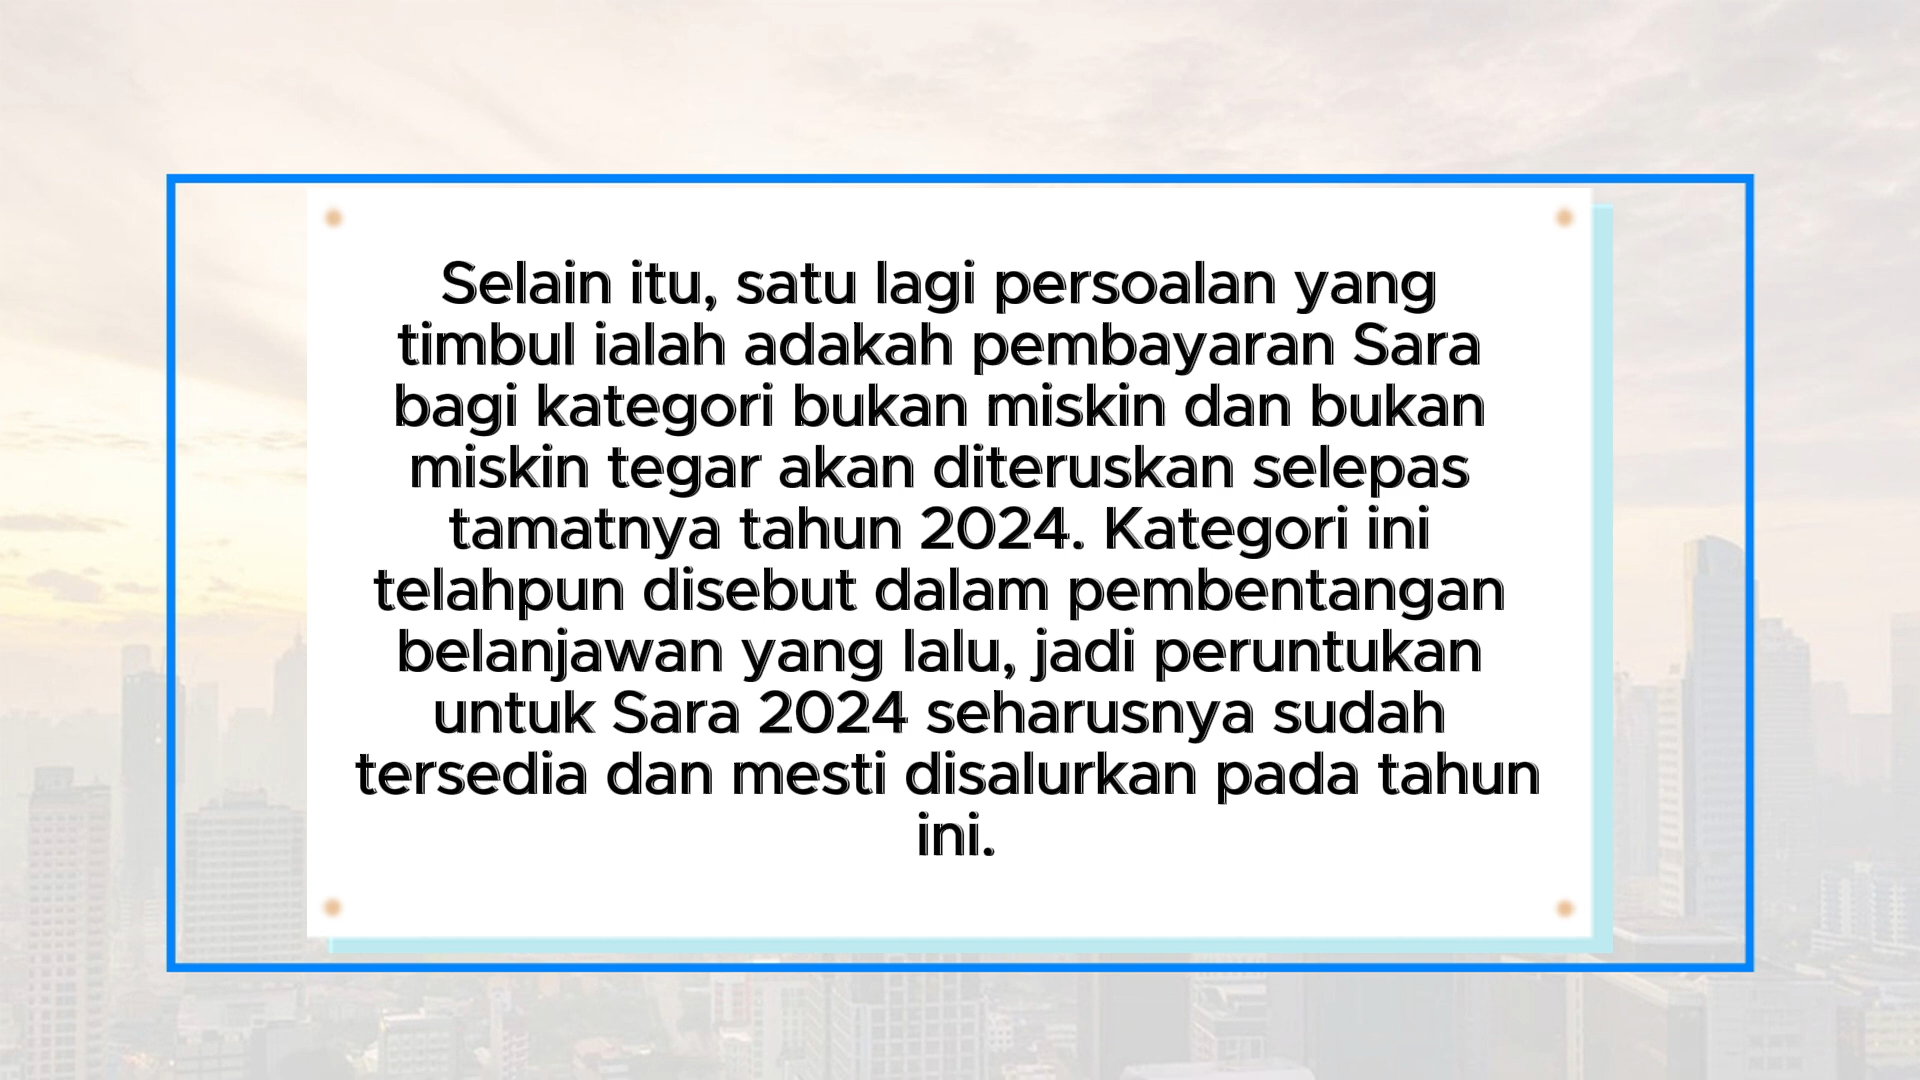 Selain itu, satu lagi persoalan yang
timbul ialah adakah pembayaran Sara
bagi kategori bukan miskin dan bukan
miskin tegar akan diteruskan selepas
tamatnya tahun 2024. Kategori ini
telahpun disebut dalam pembentangan
belanjawan yang lalu, jadi peruntukan
untuk Sara 2024 seharusnya sudah
tersedia dan mesti disalurkan pada tahun
ini.